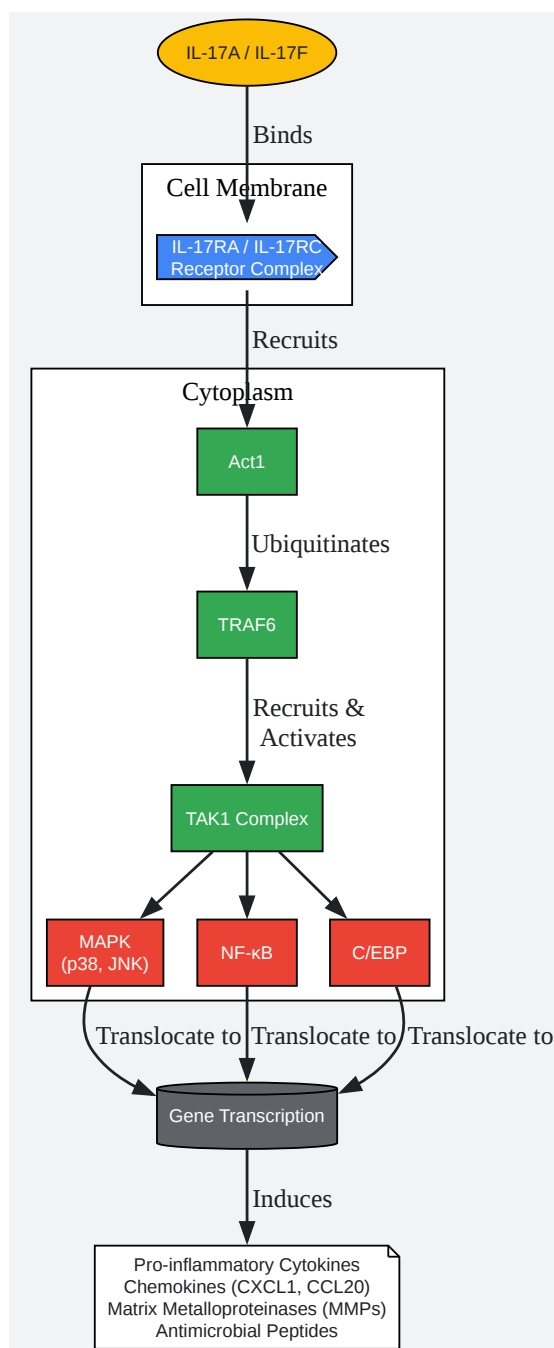 IL-17A / IL-17F
Binds
Cell Membrane
IL-17RA / IL-17RC
Receptor Complex
Recruits
Cytoplasm
Act1
Ubiquitinates
TRAF6
Recruits &
Activates
TAK1 Complex
MAPK
(p38, JNK)
NF-κB
C/EBP
Translocate to
Translocate to
Translocate to
Gene Transcription
Induces
Pro-inflammatory Cytokines
Chemokines (CXCL1, CCL20)
Matrix Metalloproteinases (MMPs)
Antimicrobial Peptides